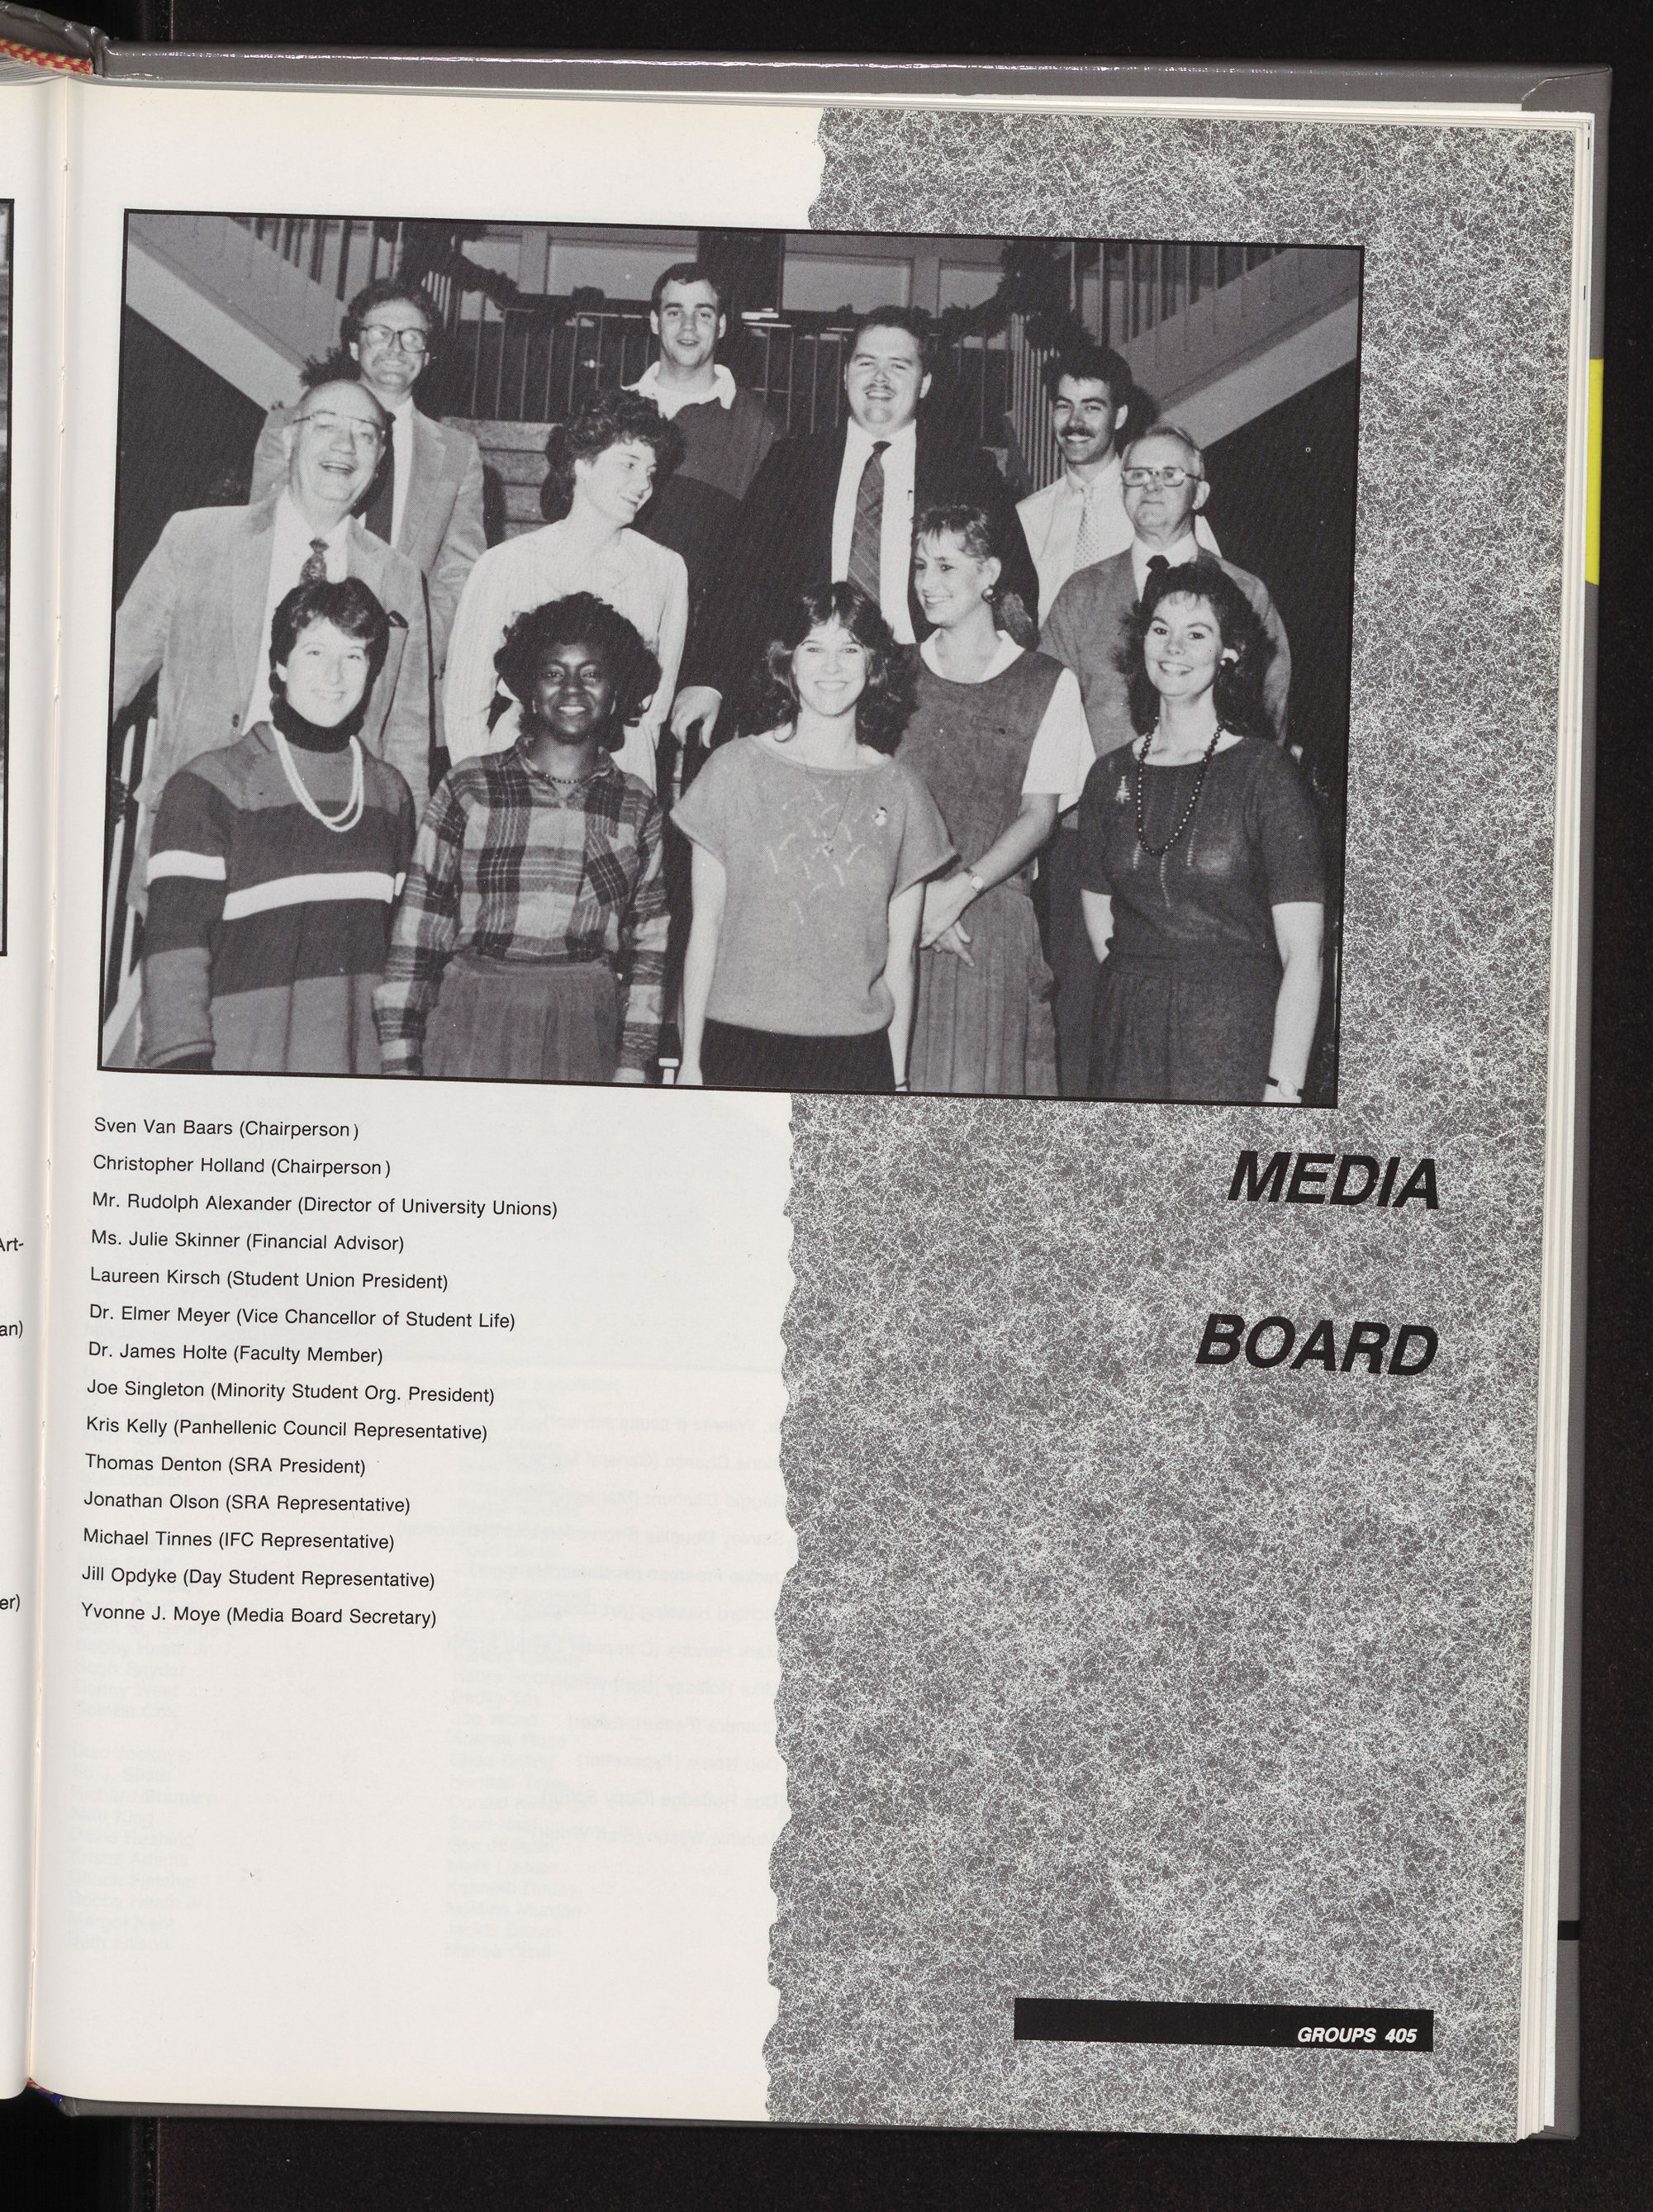 Sven Van Baars (Chairperson)
Christopher Holland (Chairperson)
Mr. Rudolph Alexander (Director of University Unions)
Ms. Julie Skinner (Financial Advisor)
Laureen Kirsch (Student Union President)
Dr. Elmer Meyer (Vice Chancellor of Student Life)
Dr. James Holte (Faculty Member)
Joe Singleton (Minority Student Org. President)
Kris Kelly (Panhellenic Council Representative)
Thomas Denton (SRA President)
Jonathan Olson (SRA Representative)
Michael Tinnes (IFC Representative)
Jill Opdyke (Day Student Representative)
Yvonne J. Moye (Media Board Secretary)
MEDIA
BOARD
GROUPS 405
Art-
an)
er)